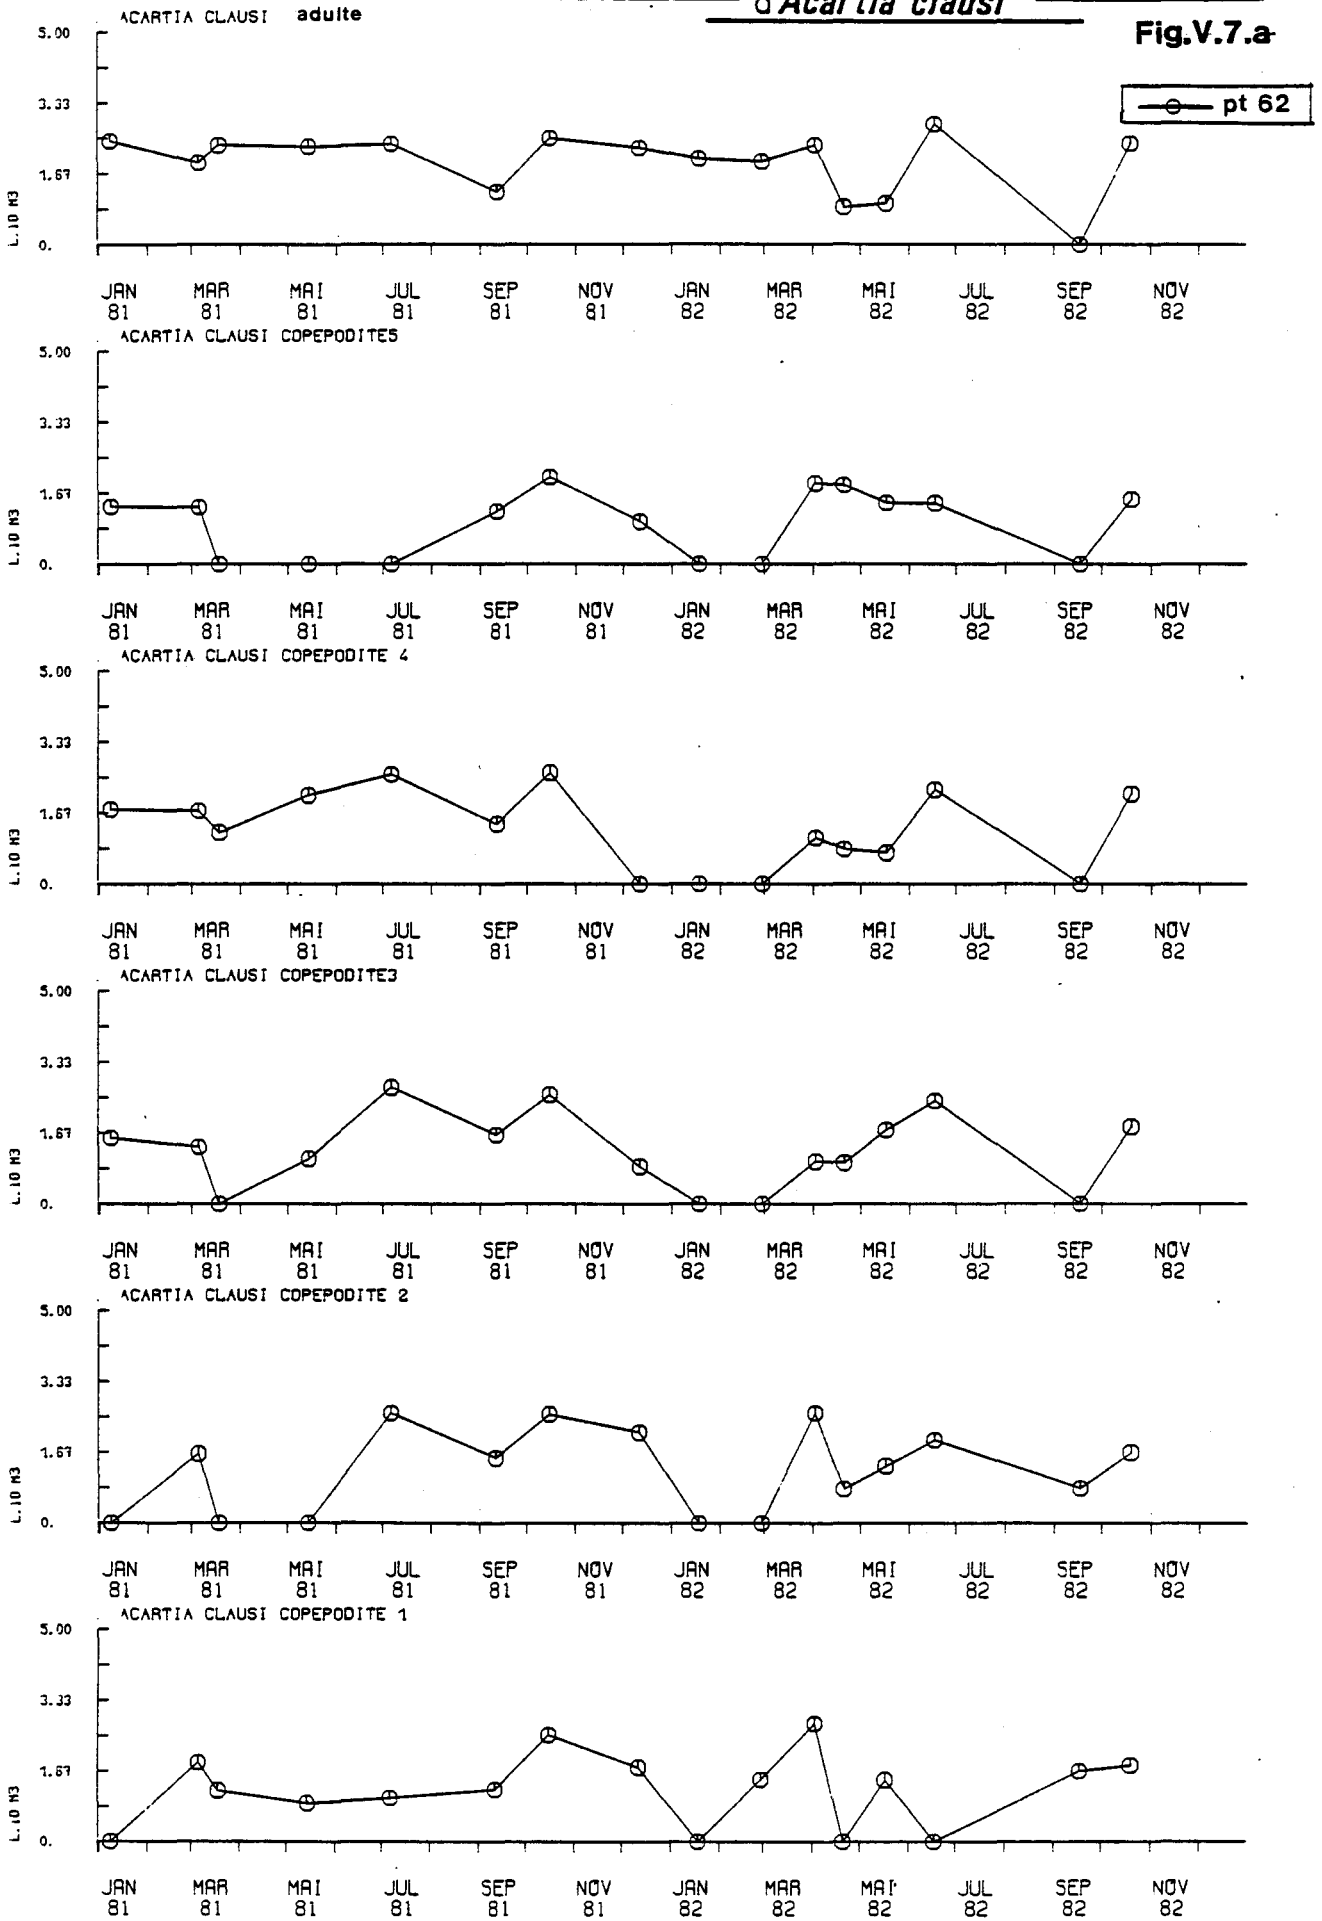 d'Acartia clausi
Fig.V.7.a
pt 62
ACARTIA CLAUSI adulte
5.00
3.33
1.67
0.
L.10 M3
JAN MAR MAI JUL SEP NOV JAN MAR MAI JUL SEP NOV
81 81 81 81 81 81 82 82 82 82 82 82
ACARTIA CLAUSI COPEPODITE5
5.00
3.33
1.67
0.
L.10 M3
JAN MAR MAI JUL SEP NOV JAN MAR MAI JUL SEP NOV
81 81 81 81 81 81 82 82 82 82 82 82
ACARTIA CLAUSI COPEPODITE 4
5.00
3.33
1.67
0.
L.10 M3
JAN MAR MAI JUL SEP NOV JAN MAR MAI JUL SEP NOV
81 81 81 81 81 81 82 82 82 82 82 82
ACARTIA CLAUSI COPEPODITE3
5.00
3.33
1.67
0.
L.10 M3
JAN MAR MAI JUL SEP NOV JAN MAR MAI JUL SEP NOV
81 81 81 81 81 81 82 82 82 82 82 82
ACARTIA CLAUSI COPEPODITE 2
5.00
3.33
1.67
0.
L.10 M3
JAN MAR MAI JUL SEP NOV JAN MAR MAI JUL SEP NOV
81 81 81 81 81 81 82 82 82 82 82 82
ACARTIA CLAUSI COPEPODITE 1
5.00
3.33
1.67
0.
L.10 M3
JAN MAR MAI JUL SEP NOV JAN MAR MAI JUL SEP NOV
81 81 81 81 81 81 82 82 82 82 82 82